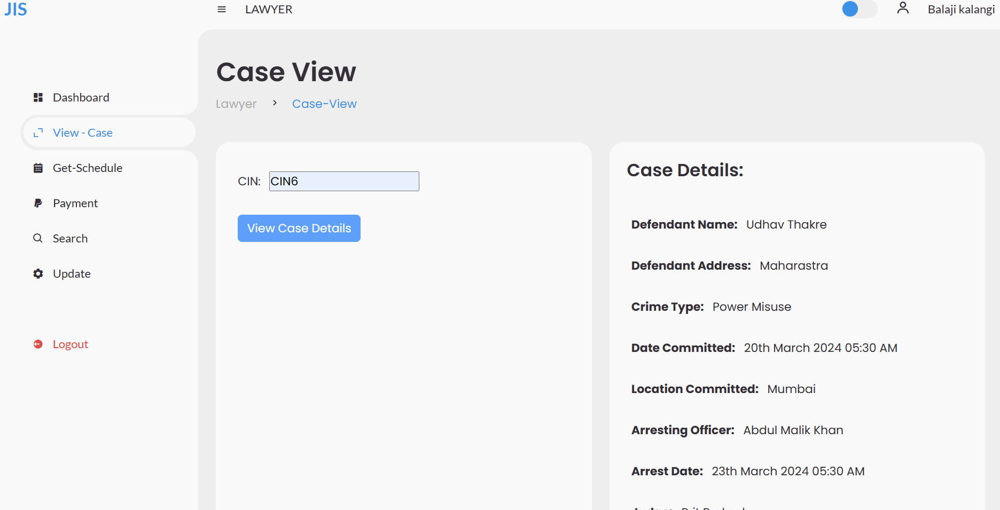 JIS
LAWYER
Balaji kalangi
Dashboard
View - Case
Get-Schedule
Payment
Search
Update
Logout
Case View
Lawyer > Case-View
CIN: CIN6
View Case Details
Case Details:
Defendant Name: Udhav Thakre
Defendant Address: Maharastra
Crime Type: Power Misuse
Date Committed: 20th March 2024 05:30 AM
Location Committed: Mumbai
Arresting Officer: Abdul Malik Khan
Arrest Date: 23th March 2024 05:30 AM